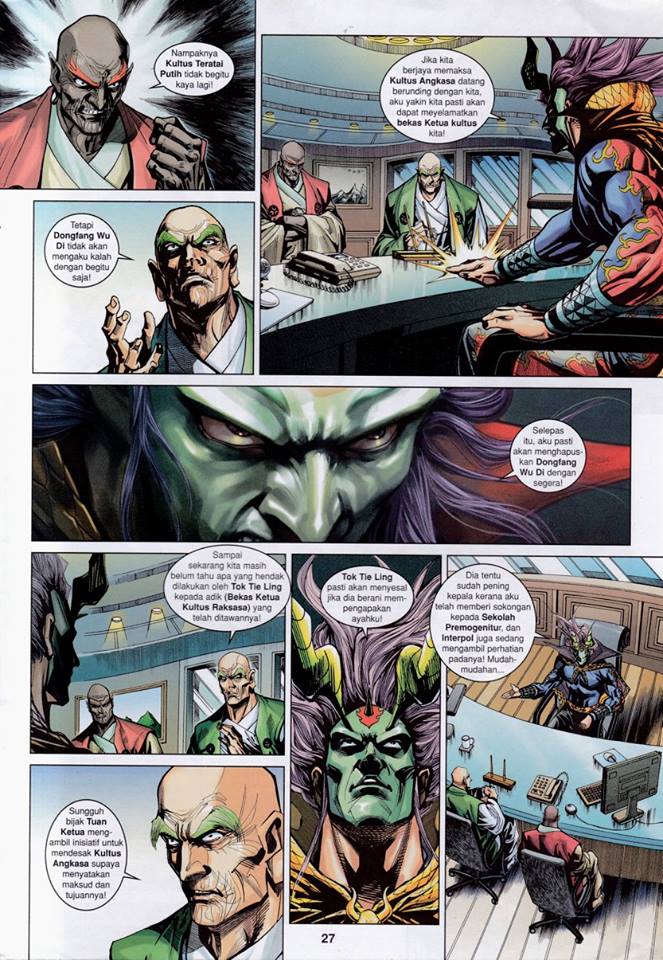 Nampaknya
Kultus Teratai
Putih tidak begitu
kaya lagi!
Jika kita
berjaya memaksa
Kultus Angkasa datang
berunding dengan kita,
aku yakin kita pasti akan
dapat meyelamatkan
bekas Ketua kultus
kita!
Tetapi
Dongfang Wu
Di tidak akan
mengaku kalah
dengan begitu
saja!
Selepas
itu, aku pasti
akan menghapus-
kan Dongfang
Wu Di dengan
segera!
Sampai
sekarang kita masih
belum tahu apa yang hendak
dilakukan oleh Tok Tie Ling
kepada adik (Bekas Ketua
Kultus Raksasa) yang
telah ditawannya!
Tok Tie Ling
pasti akan menyesal
jika dia berani mem-
pengapakan
ayahku!
Dia tentu
sudah pening
kepala kerana aku
telah memberi sokongan
kepada Sekolah
Premogenitur, dan
Interpol juga sedang
mengambil perhatian
padanya! Mudah-
mudahan...
Sungguh
bijak Tuan
Ketua meng-
ambil inisiatif untuk
mendesak Kultus
Angkasa supaya
menyatakan
maksud dan
tujuannya!
27